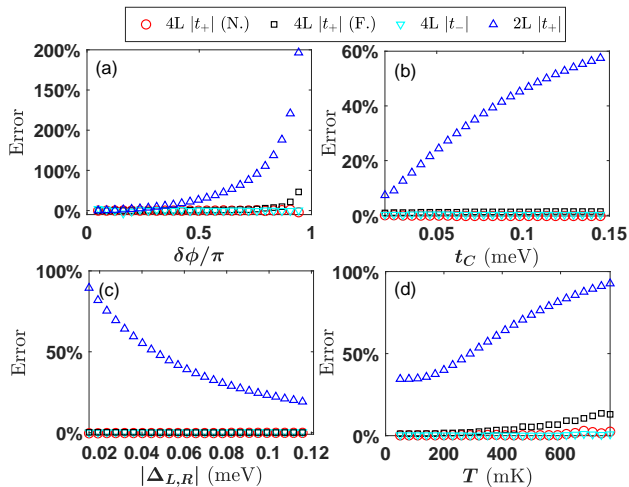 4L |t₊| (N.) 4L |t₊| (F.) 4L |t₋| 2L |t₊|
(a)
Error
200%
150%
200%
100%
0%
0 0.5 1
δϕ/π
(b)
Error
60%
40%
20%
0%
0.05 0.1 0.15
t_C (meV)
(c)
Error
100%
50%
0%
0.02 0.04 0.06 0.08 0.1 0.12
|Δ_{L,R}| (meV)
(d)
Error
100%
50%
0%
0 200 400 600
T (mK)